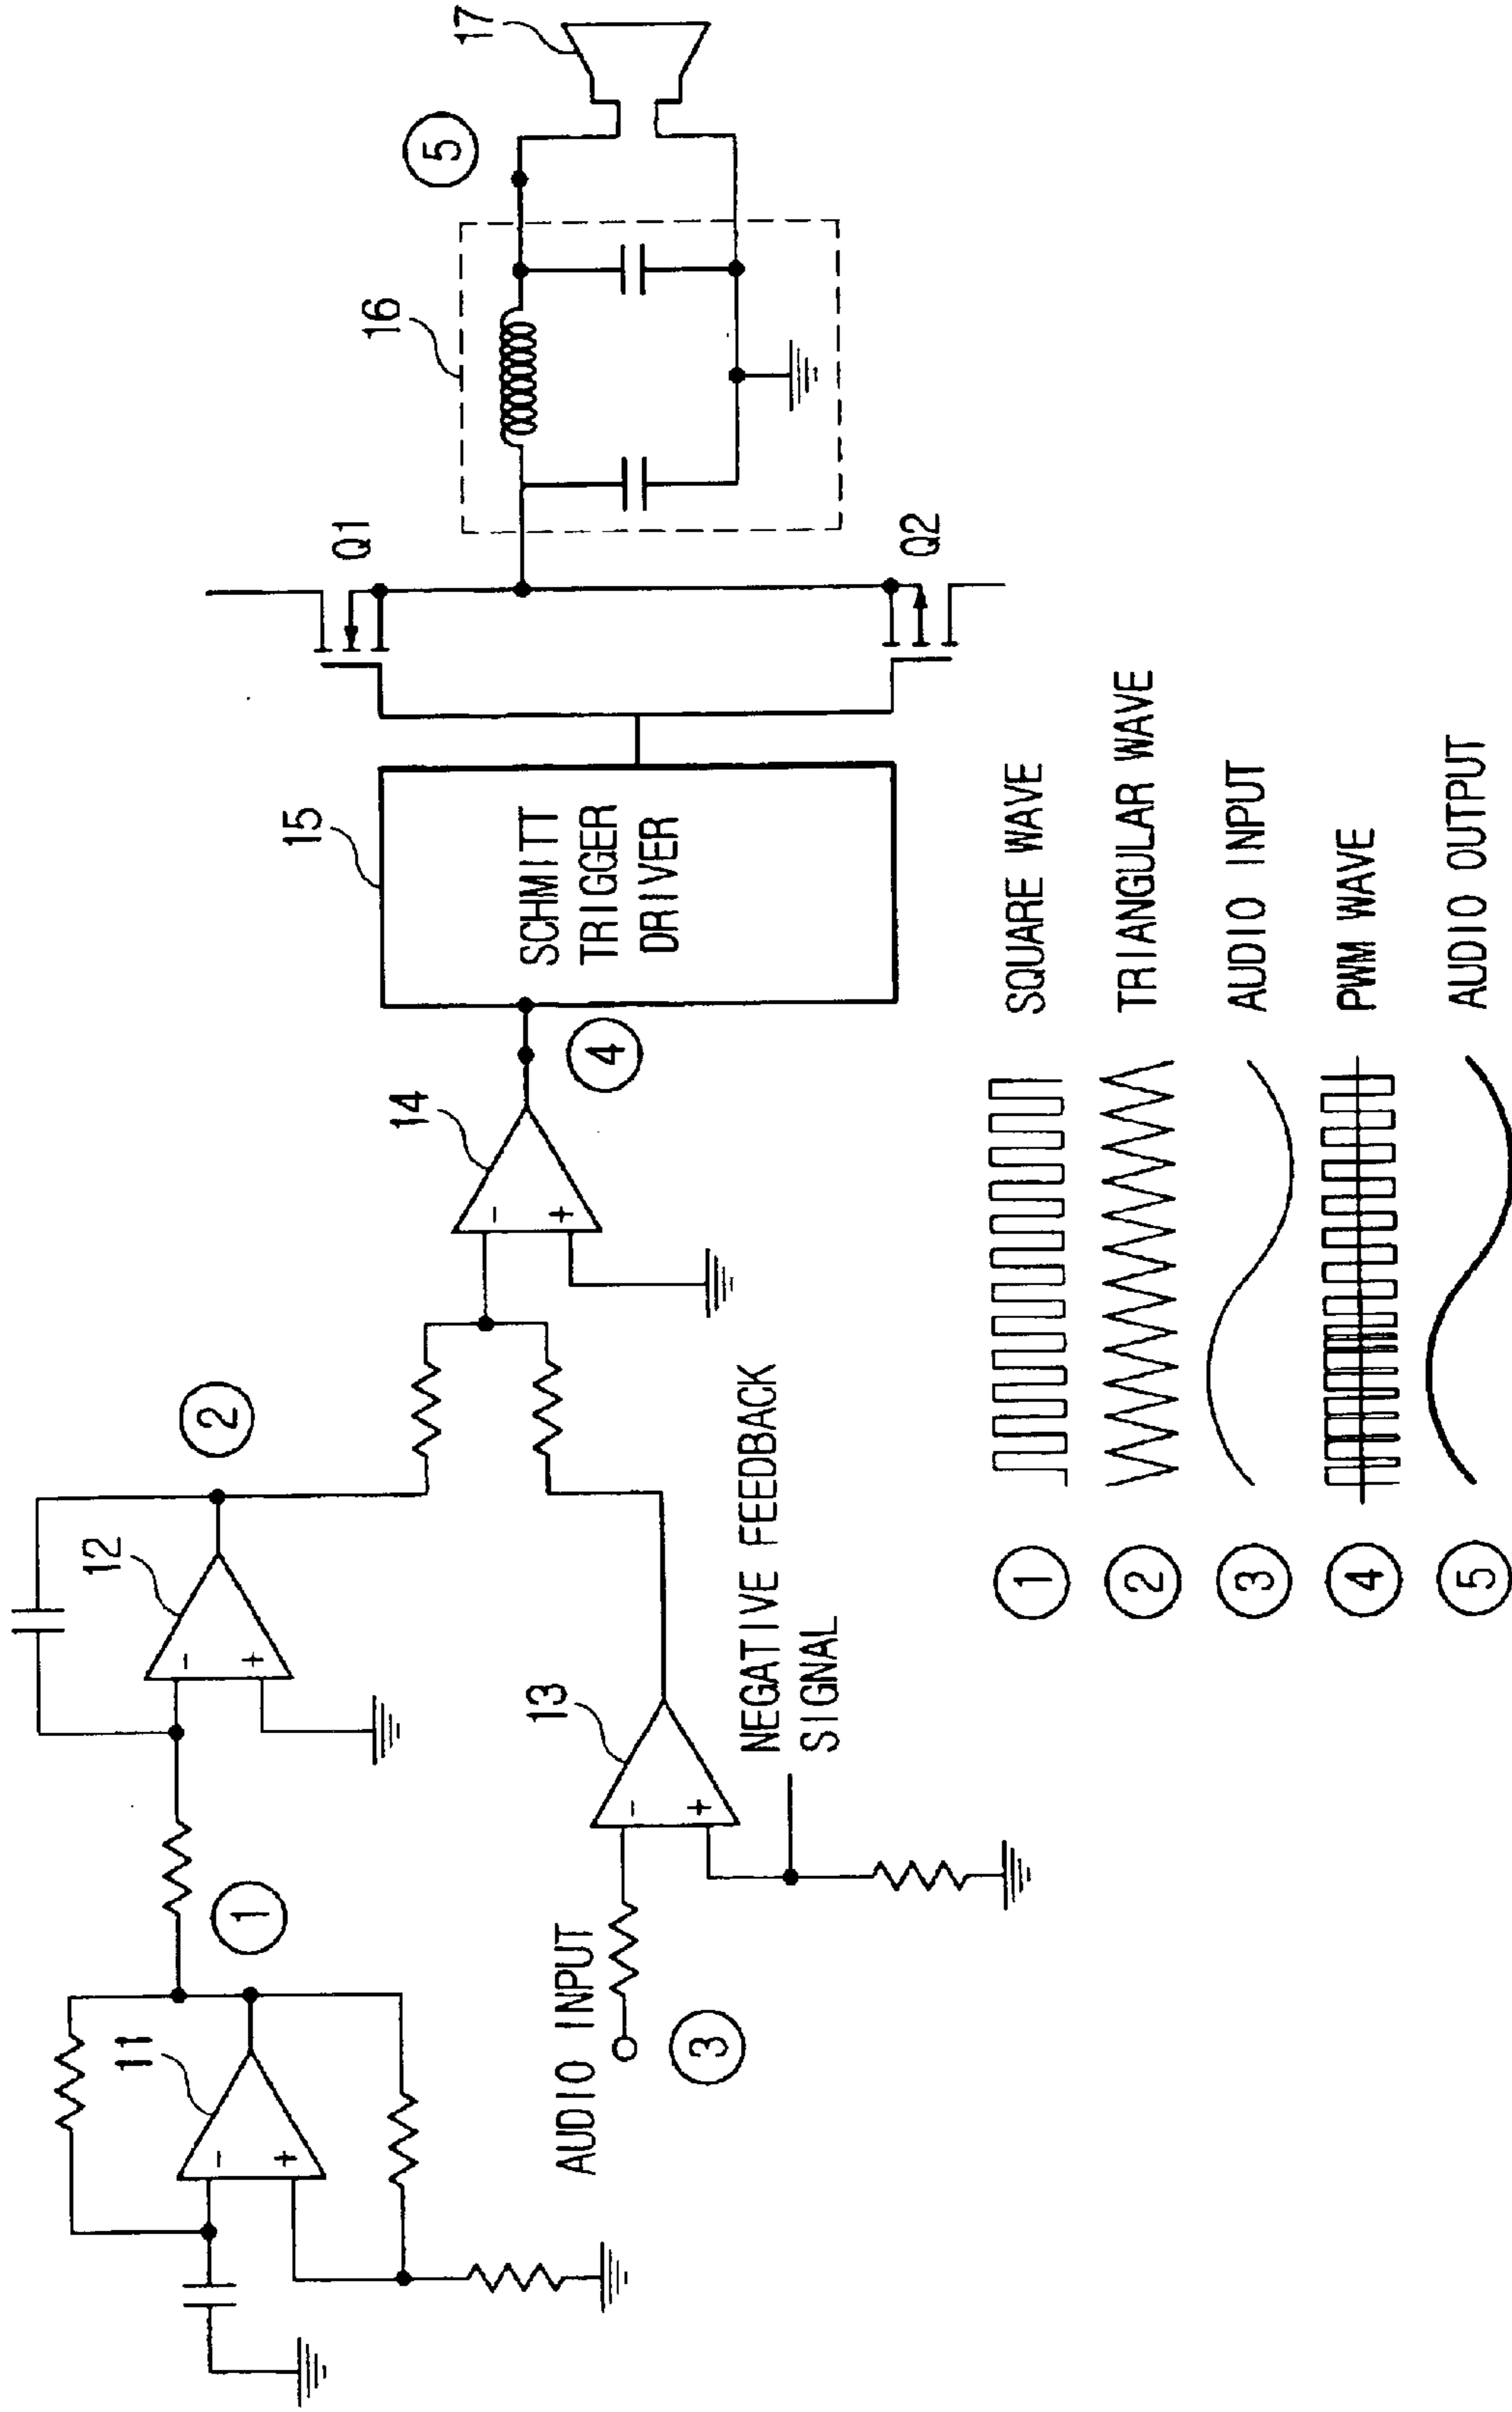 11
1
12
2
AUDIO INPUT
3
13
NEGATIVE FEEDBACK
SIGNAL
14
4
15
SCHMITT
TRIGGER
DRIVER
Q1
Q2
16
5
17
- +
- +
- +
- +
1 SQUARE WAVE
2 TRIANGULAR WAVE
3 AUDIO INPUT
4 PWM WAVE
5 AUDIO OUTPUT